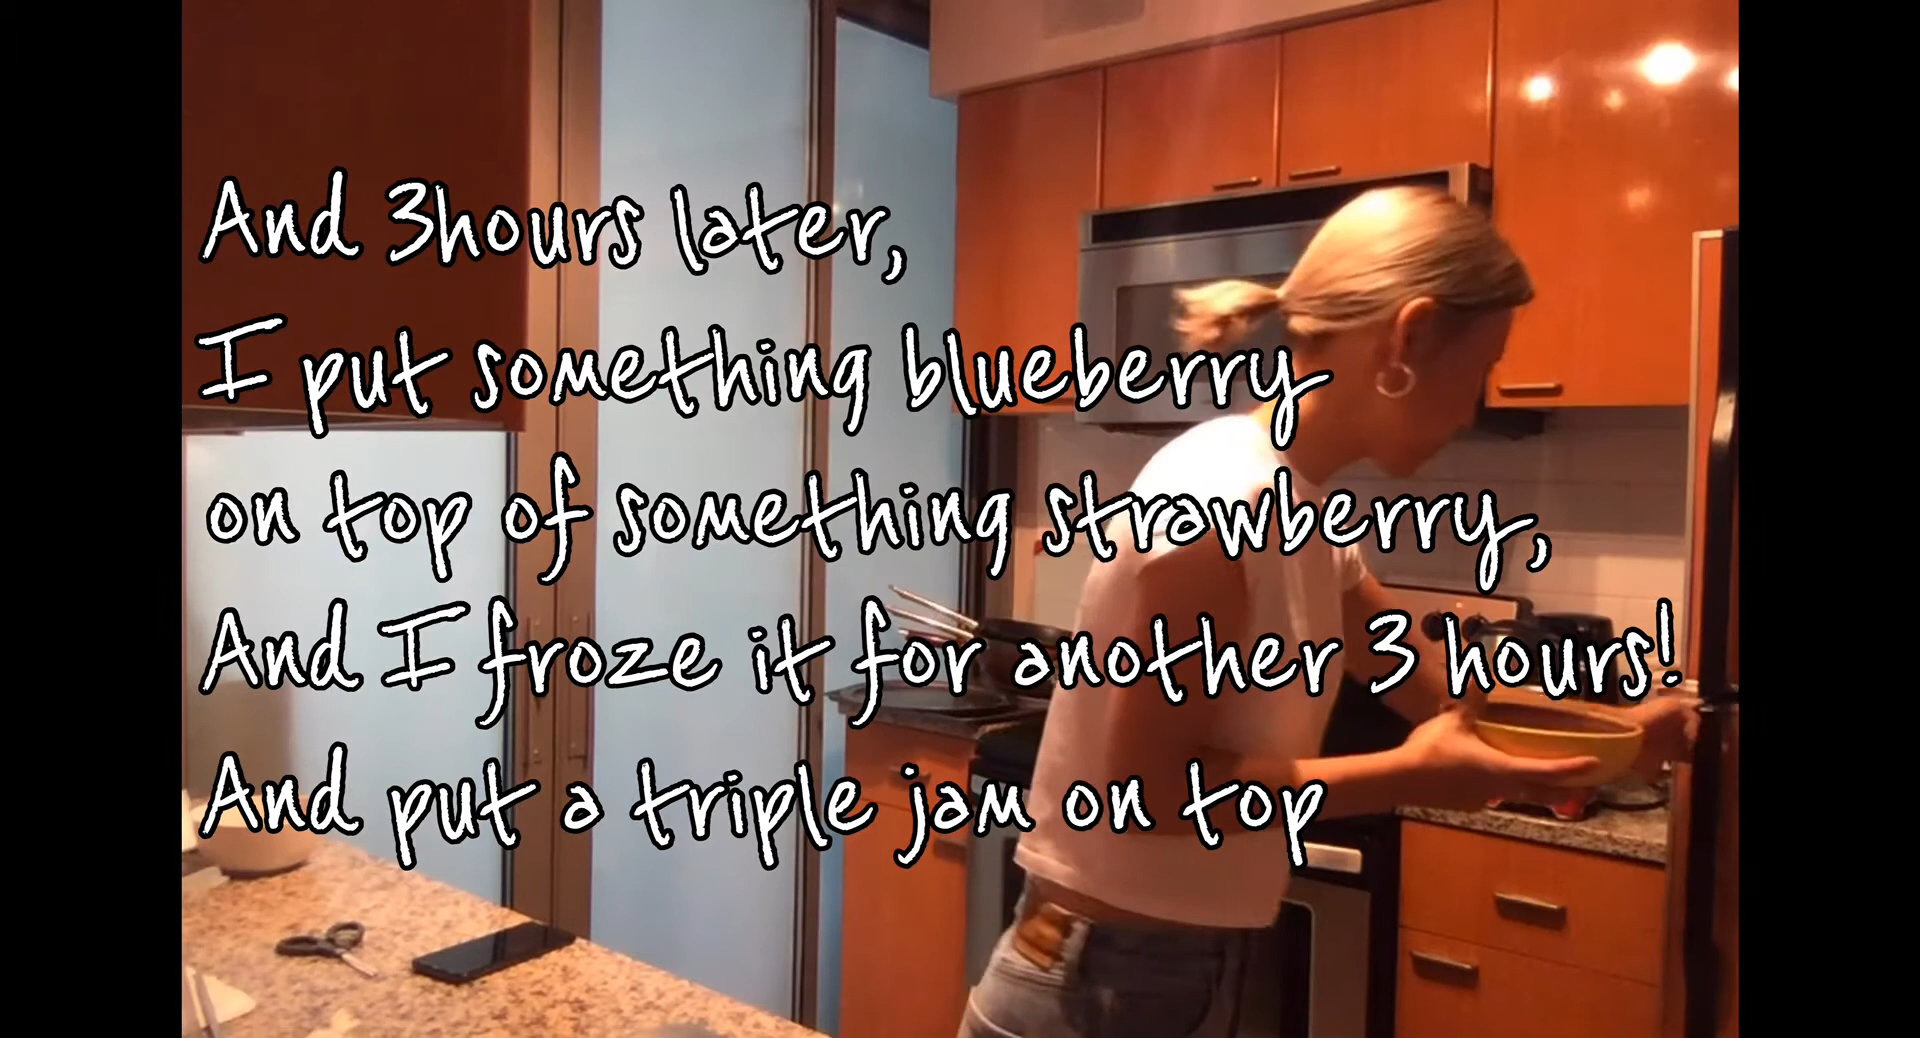 And 3hours later,
I put something blueberry
on top of something strawberry,
And I froze it for another 3 hours!
And put a triple jam on top